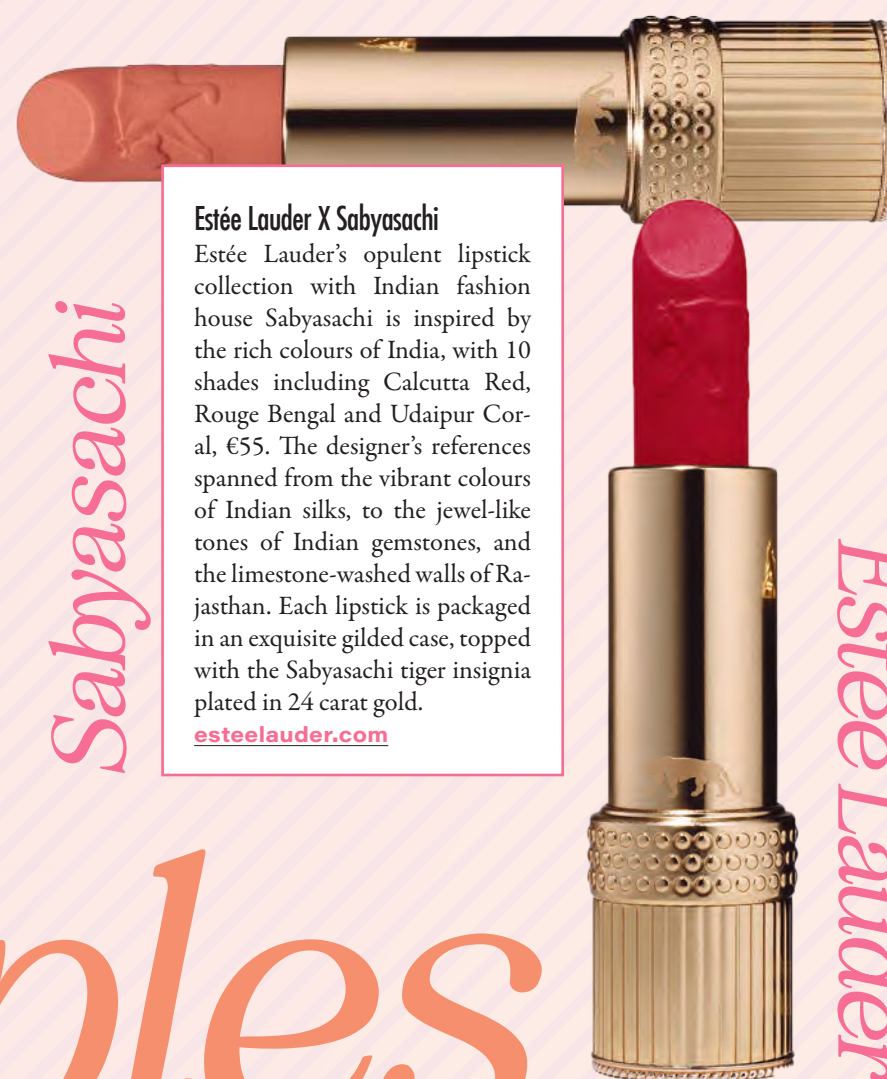 Estée Lauder X Sabyasachi
Estée Lauder’s opulent lipstick
collection with Indian fashion
house Sabyasachi is inspired by
the rich colours of India, with 10
shades including Calcutta Red,
Rouge Bengal and Udaipur Cor-
al, €55. The designer’s references
spanned from the vibrant colours
of Indian silks, to the jewel-like
tones of Indian gemstones, and
the limestone-washed walls of Ra-
jasthan. Each lipstick is packaged
in an exquisite gilded case, topped
with the Sabyasachi tiger insignia
plated in 24 carat gold.
esteelauder.com
Sabyasachi
Estée Lauder
ples